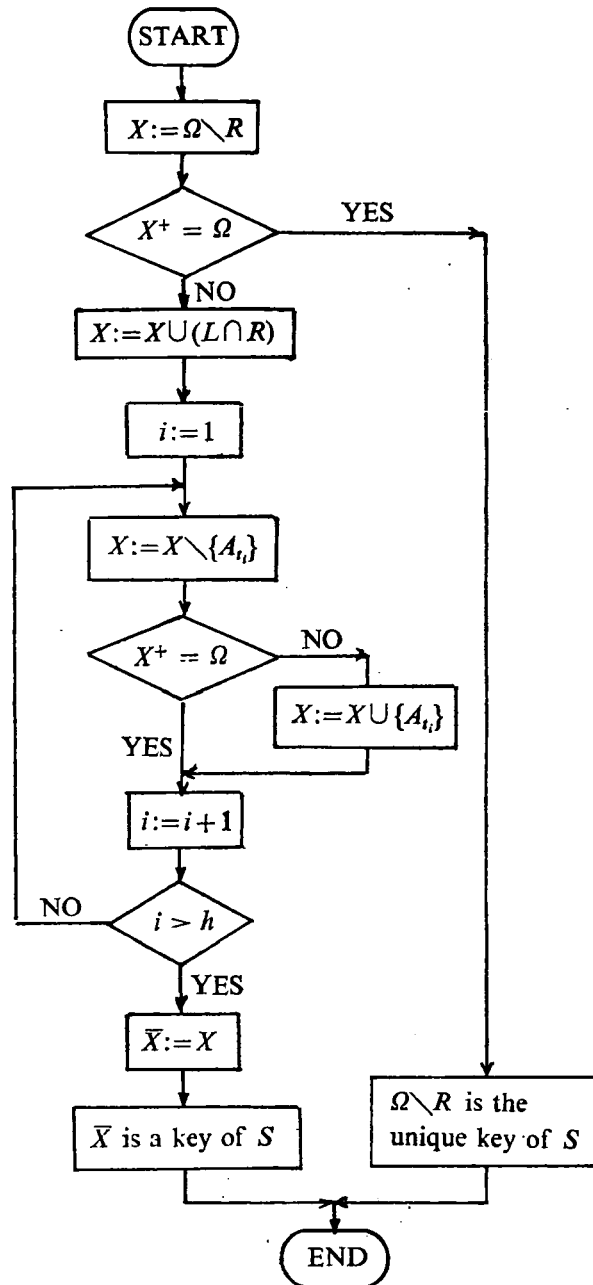 START
X:=Ω∖R
X⁺ = Ω
YES
NO
X:=X∪(L∩R)
i:=1
X:=X∖{A_{t_i}}
X⁺ = Ω
NO
X:=X∪{A_{t_i}}
YES
i:=i+1
i > h
NO
YES
X̅:=X
X̅ is a key of S
Ω∖R is the
unique key of S
END